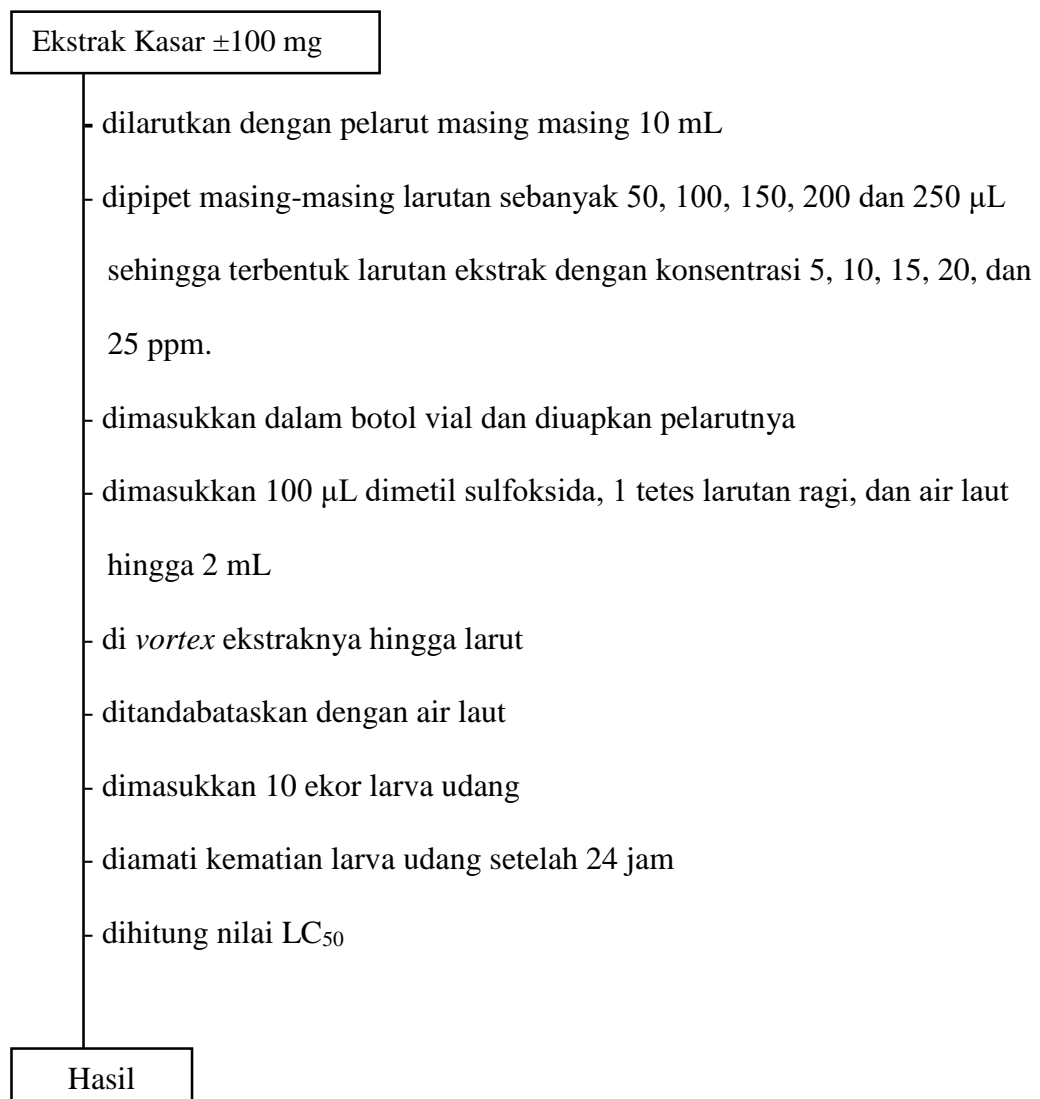 Ekstrak Kasar ±100 mg
- dilarutkan dengan pelarut masing masing 10 mL
- dipipet masing-masing larutan sebanyak 50, 100, 150, 200 dan 250 μL
sehingga terbentuk larutan ekstrak dengan konsentrasi 5, 10, 15, 20, dan
25 ppm.
- dimasukkan dalam botol vial dan diuapkan pelarutnya
- dimasukkan 100 μL dimetil sulfoksida, 1 tetes larutan ragi, dan air laut
hingga 2 mL
- di vortex ekstraknya hingga larut
- ditandabataskan dengan air laut
- dimasukkan 10 ekor larva udang
- diamati kematian larva udang setelah 24 jam
- dihitung nilai LC₅₀
Hasil